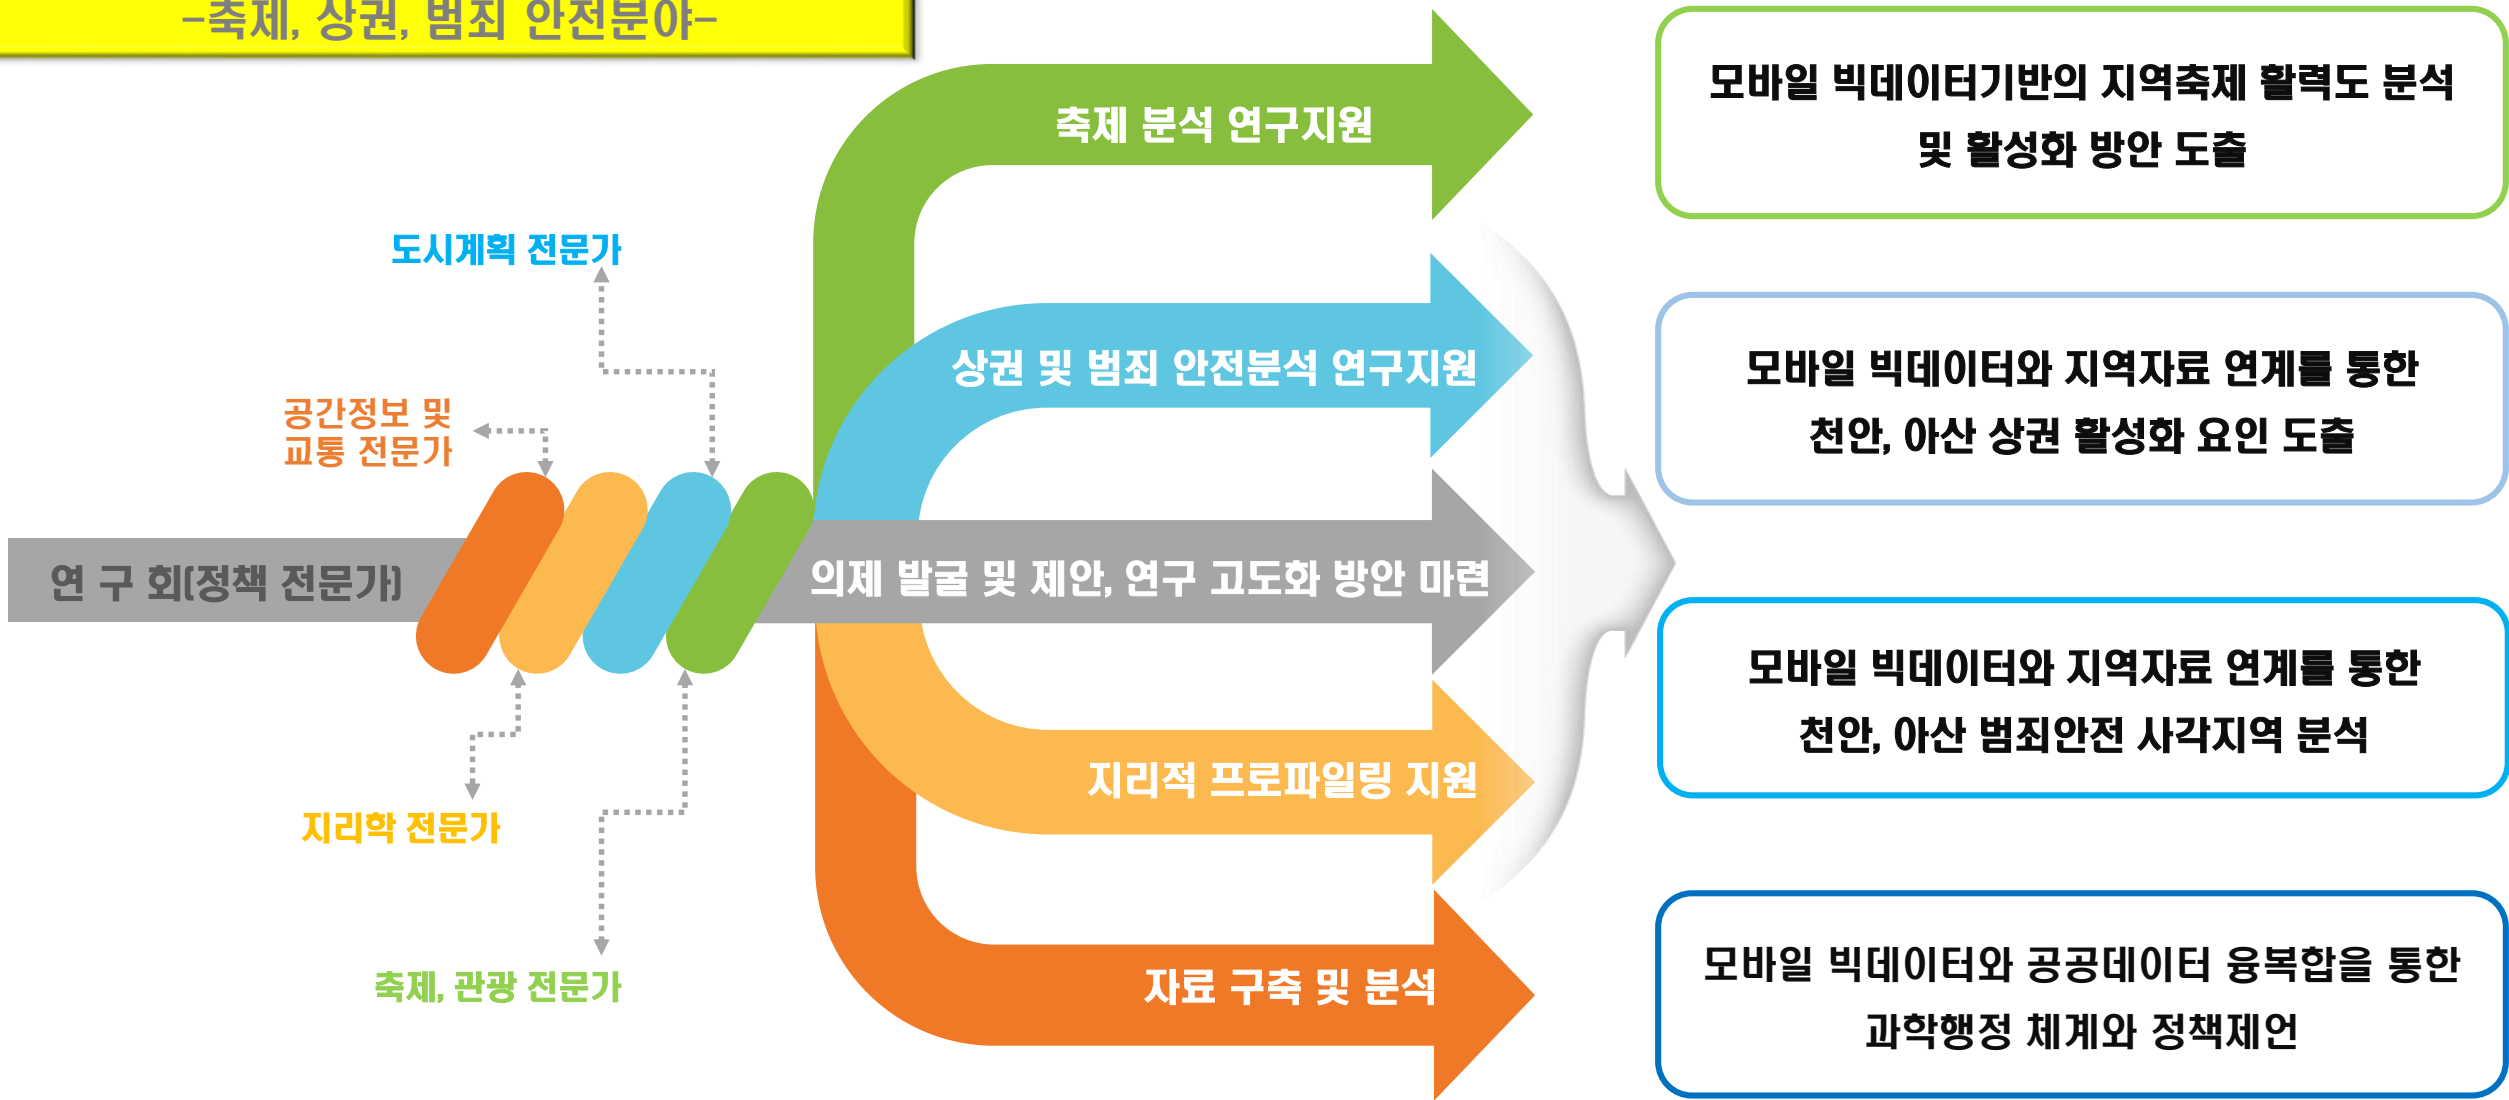 -축제, 상권, 범죄 안전분야-
축제 분석 연구지원
모바일 빅데이터기반의 지역축제 활력도 분석
및 활성화 방안 도출
도시계획 전문가
상권 및 범죄 안전분석 연구지원
모바일 빅데이터와 지역자료 연계를 통한
천안, 아산 상권 활성화 요인 도출
공간정보 및
교통 전문가
연 구 회(정책 전문가)
의제 발굴 및 제안, 연구 고도화 방안 마련
모바일 빅데이터와 지역자료 연계를 통한
천안, 아산 범죄안전 사각지역 분석
지리적 프로파일링 지원
지리학 전문가
축제, 관광 전문가
자료 구축 및 분석
모바일 빅데이터와 공공데이터 융복합을 통한
과학행정 체계와 정책제언